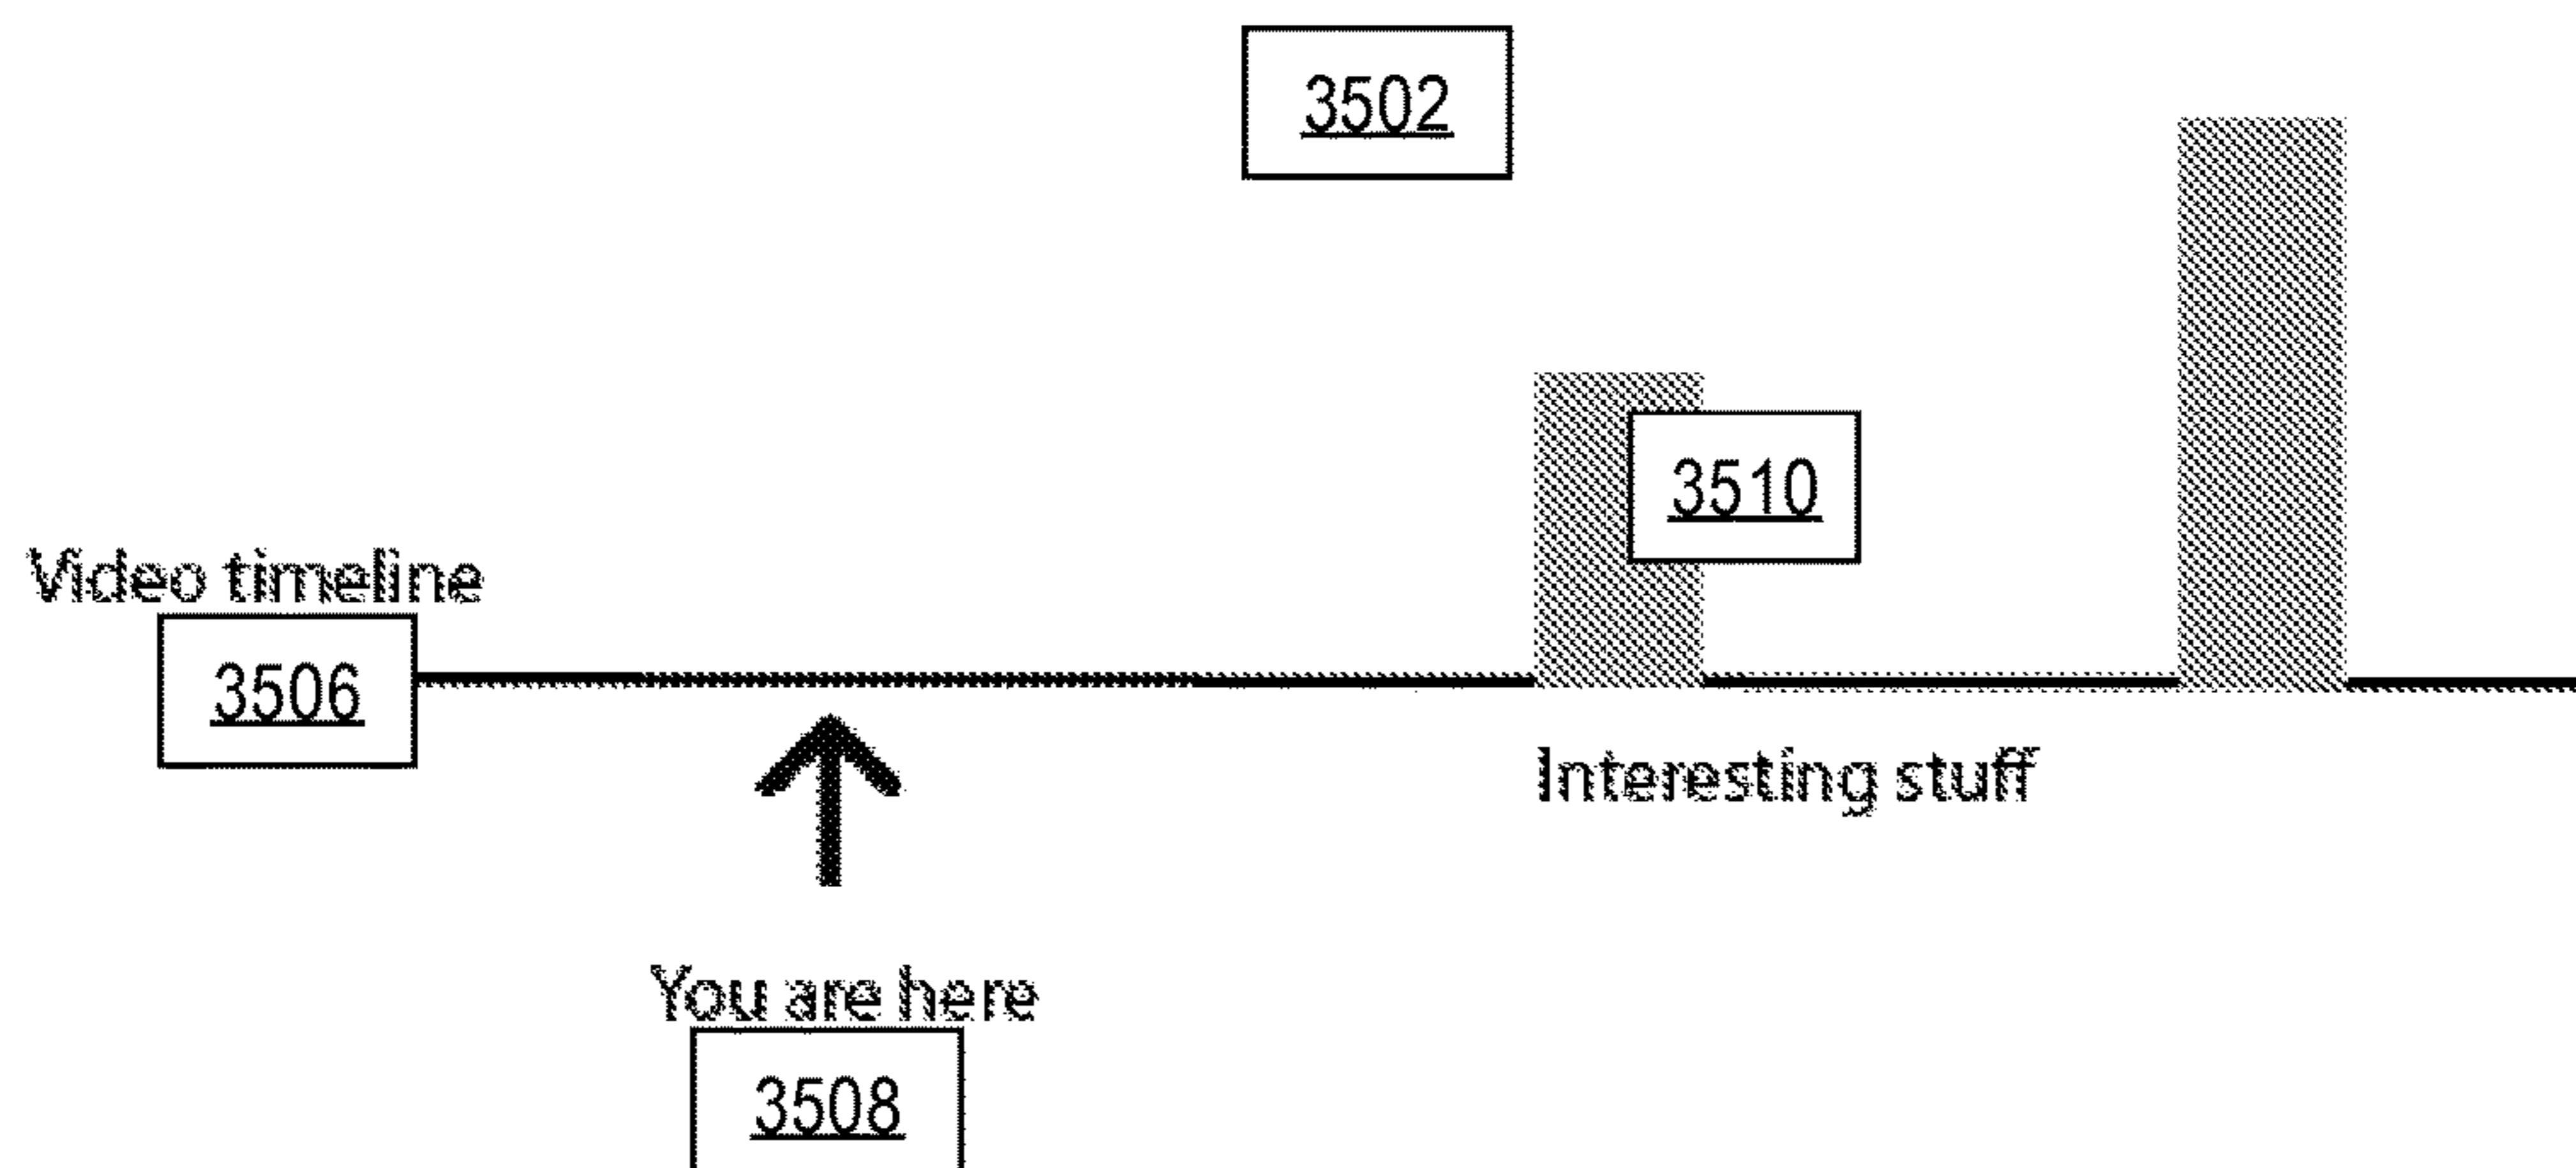 3502
3510
Video timeline
3506
Interesting stuff
You are here
3508